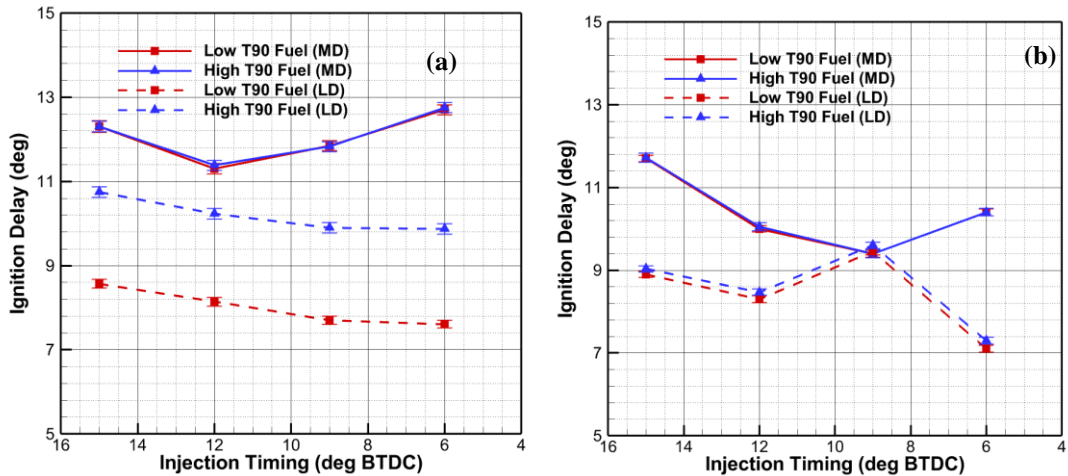 15
13
11
9
7
5
Ignition Delay (deg)
Low T90 Fuel (MD)
High T90 Fuel (MD)
Low T90 Fuel (LD)
High T90 Fuel (LD)
(a)
16 14 12 10 8 6 4
Injection Timing (deg BTDC)
15
13
11
9
7
5
Ignition Delay (deg)
Low T90 Fuel (MD)
High T90 Fuel (MD)
Low T90 Fuel (LD)
High T90 Fuel (LD)
(b)
16 14 12 10 8 6 4
Injection Timing (deg BTDC)